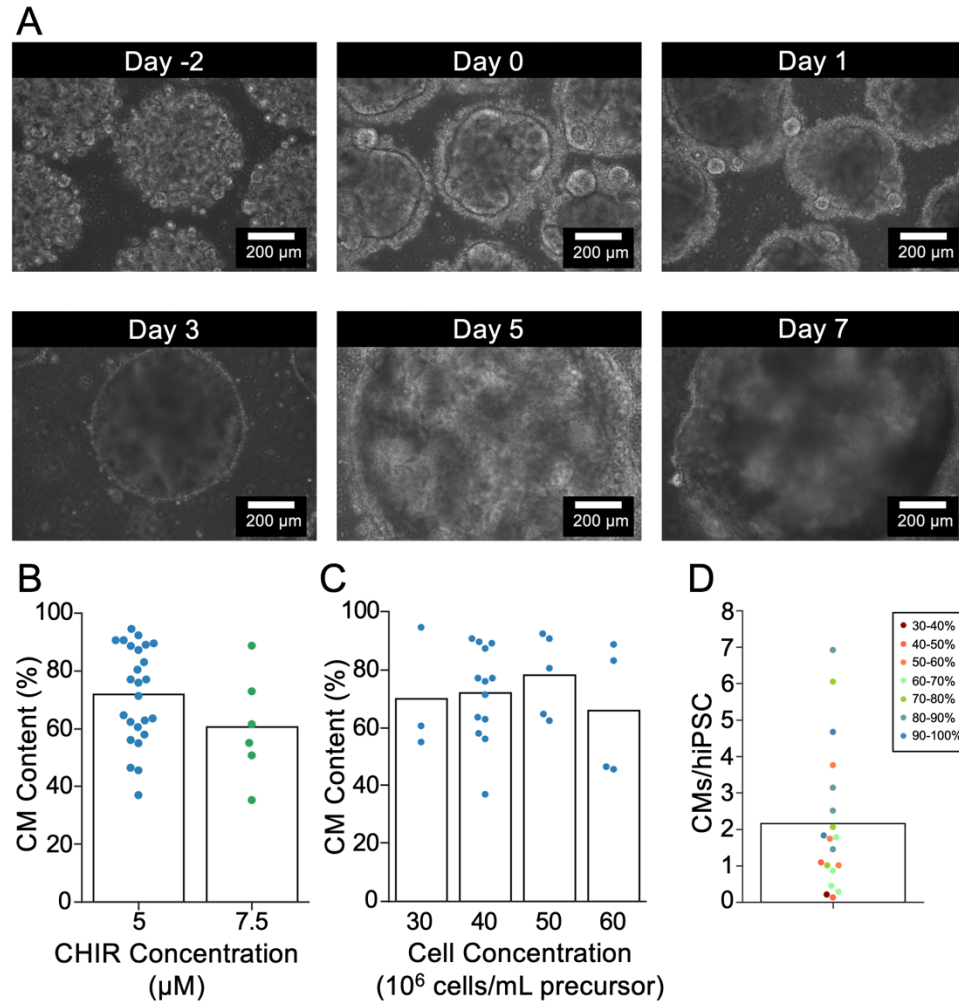 A
Day -2
Day 0
Day 1
200 µm
200 µm
200 µm
Day 3
Day 5
Day 7
200 µm
200 µm
200 µm
B
CM Content (%)
100
80
60
40
20
0
5
7.5
CHIR Concentration
(µM)
C
CM Content (%)
100
80
60
40
20
0
30
40
50
60
Cell Concentration
(10⁶ cells/mL precursor)
D
CMs/hiPSC
8
7
6
5
4
3
2
1
0
30-40%
40-50%
50-60%
60-70%
70-80%
80-90%
90-100%